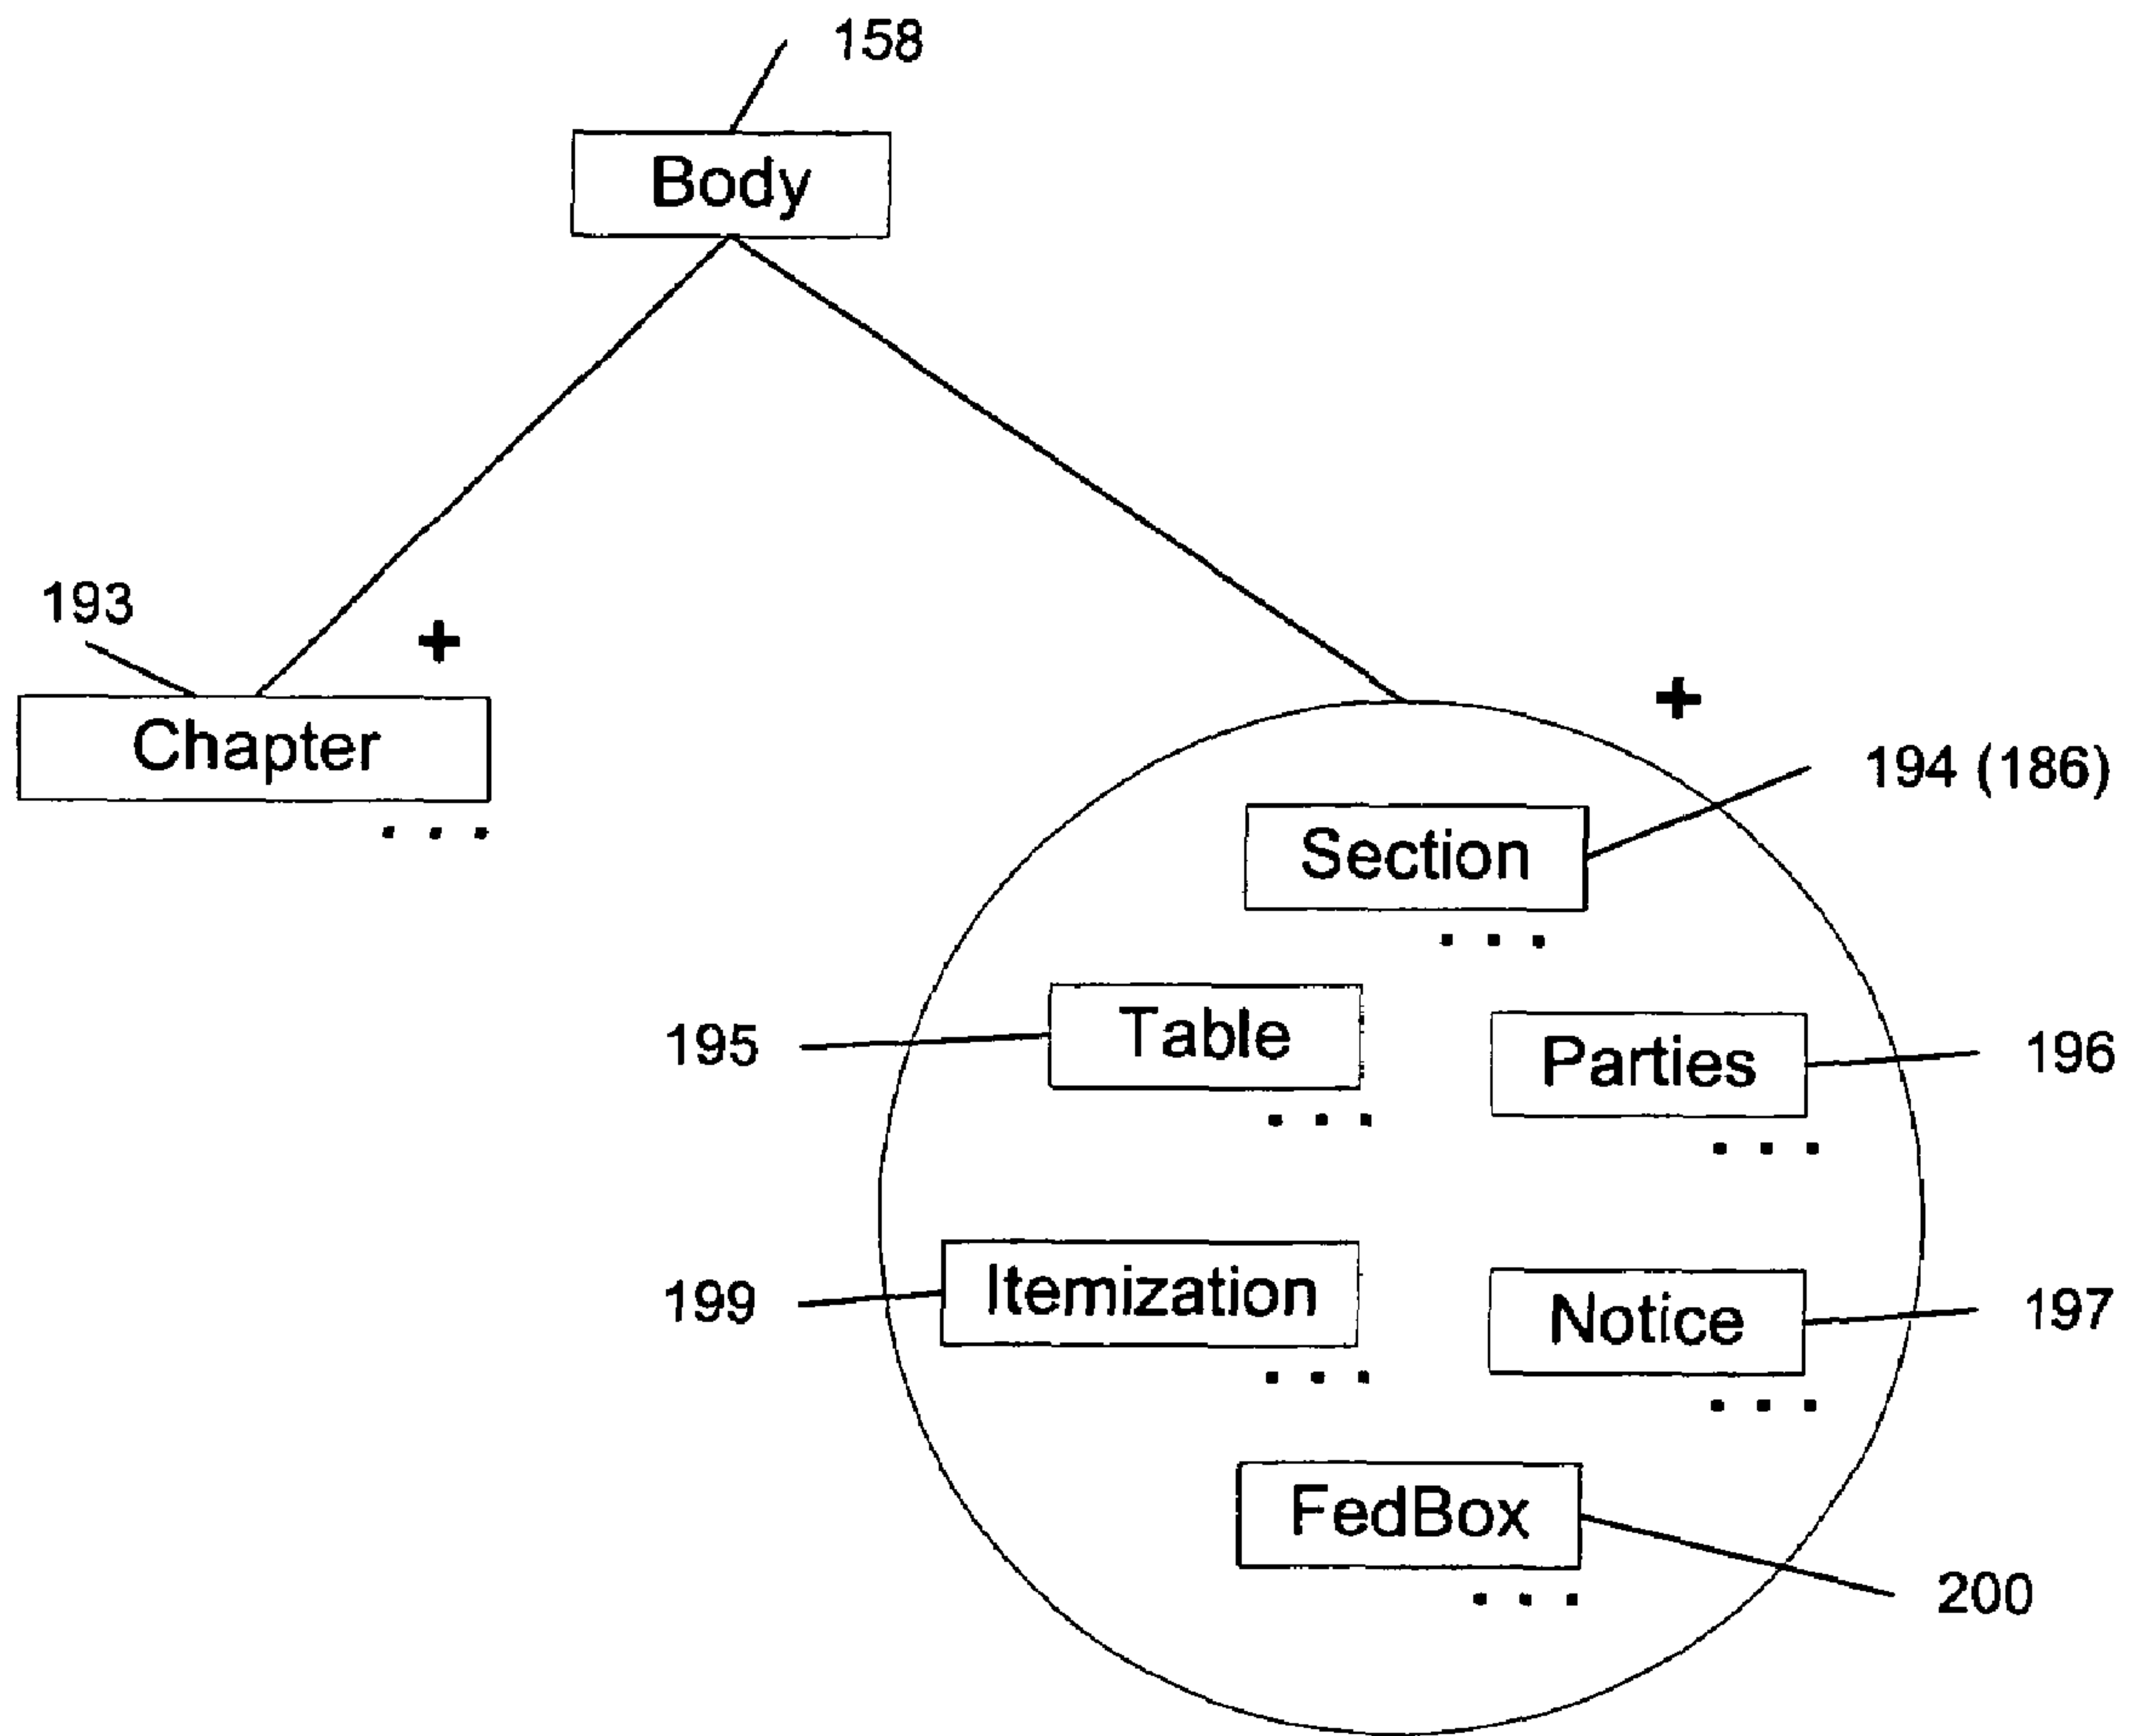 158
Body
193
+
Chapter
. . .
+
194 (186)
Section
. . .
195
Table
. . .
Parties
196
. . .
199
Itemization
. . .
Notice
197
. . .
FedBox
200
. . .